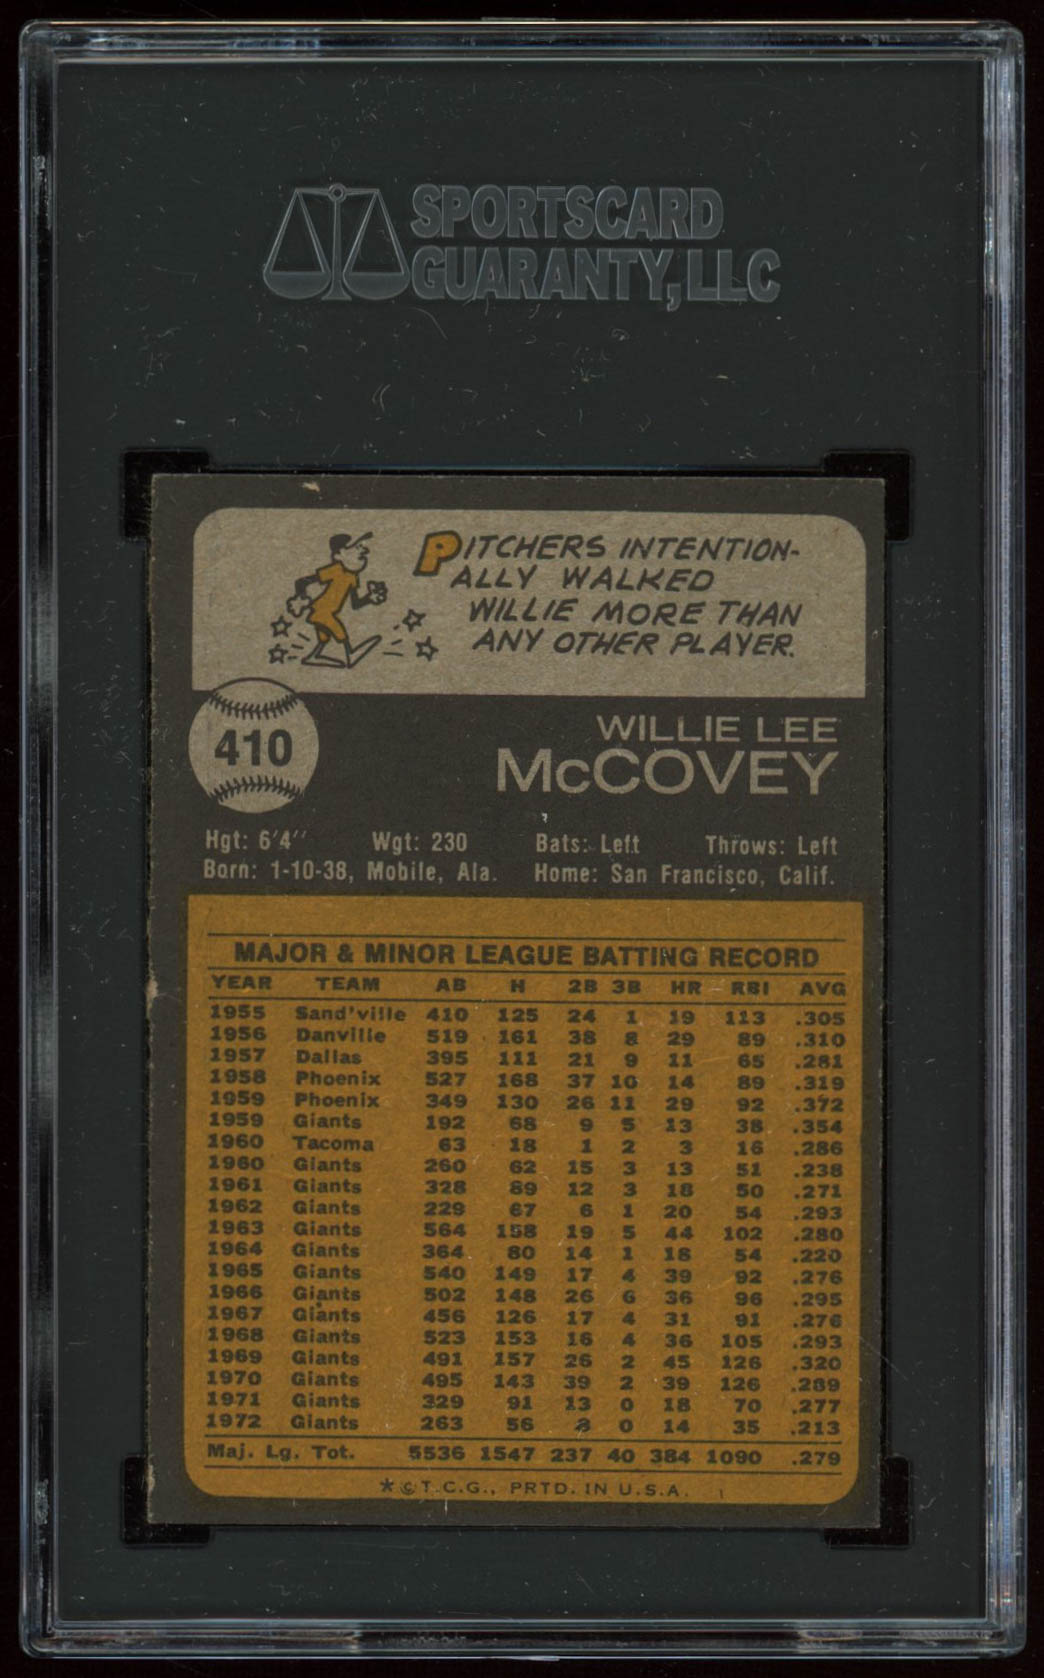 SPORTSCARD
GUARANTY, LLC
PITCHERS INTENTION-
ALLY WALKED
WILLIE MORE THAN
ANY OTHER PLAYER.
410
WILLIE LEE
McCOVEY
Hgt: 6'4'' Wgt: 230 Bats: Left Throws: Left
Born: 1-10-38, Mobile, Ala. Home: San Francisco, Calif.
MAJOR & MINOR LEAGUE BATTING RECORD
YEAR TEAM AB H 2B 3B HR RBI AVG
1955 Sand'ville 410 125 24 1 19 113 .305
1956 Danville 519 161 38 8 29 89 .310
1957 Dallas 395 111 21 9 11 65 .281
1958 Phoenix 527 168 37 10 14 89 .319
1959 Phoenix 349 130 26 11 29 92 .372
1959 Giants 192 68 9 5 13 38 .354
1960 Tacoma 63 18 1 2 3 16 .286
1960 Giants 260 62 15 3 13 51 .238
1961 Giants 328 89 12 3 18 50 .271
1962 Giants 229 67 6 1 20 54 .293
1963 Giants 564 158 19 5 44 102 .280
1964 Giants 364 80 14 1 18 54 .220
1965 Giants 540 149 17 4 39 92 .276
1966 Giants 502 148 26 6 36 96 .295
1967 Giants 456 126 17 4 31 91 .276
1968 Giants 523 153 16 4 36 105 .293
1969 Giants 491 157 26 2 45 126 .320
1970 Giants 495 143 39 2 39 126 .289
1971 Giants 329 91 13 0 18 70 .277
1972 Giants 263 56 8 0 14 35 .213
Maj. Lg. Tot. 5536 1547 237 40 384 1090 .279
* © T.C.G., PRTD. IN U.S.A.